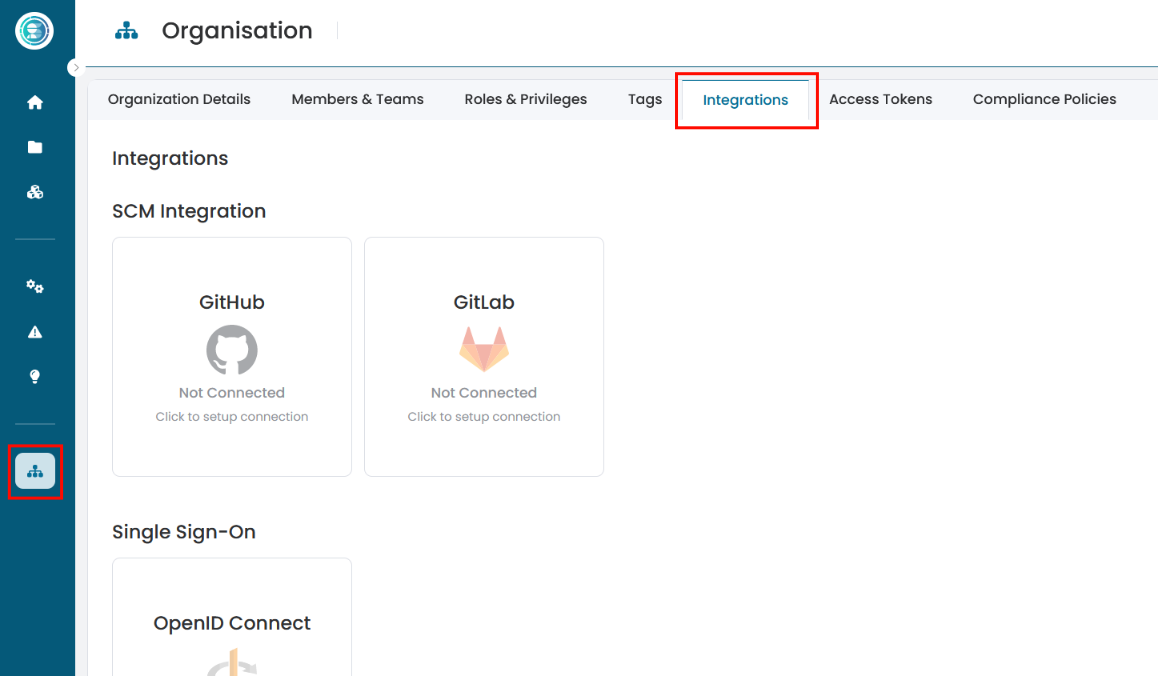 Organisation
Organization Details Members & Teams Roles & Privileges Tags Integrations Access Tokens Compliance Policies
Integrations
SCM Integration
GitHub GitLab
Not Connected Not Connected
Click to setup connection Click to setup connection
Single Sign-On
OpenID Connect